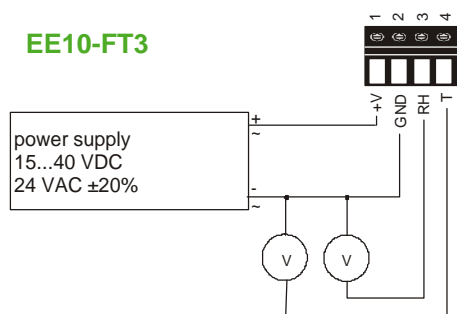 EE10-FT3
1 2 3 4
+V GND RH T
+
~
power supply
15...40 VDC
24 VAC ±20%
-
~
V V